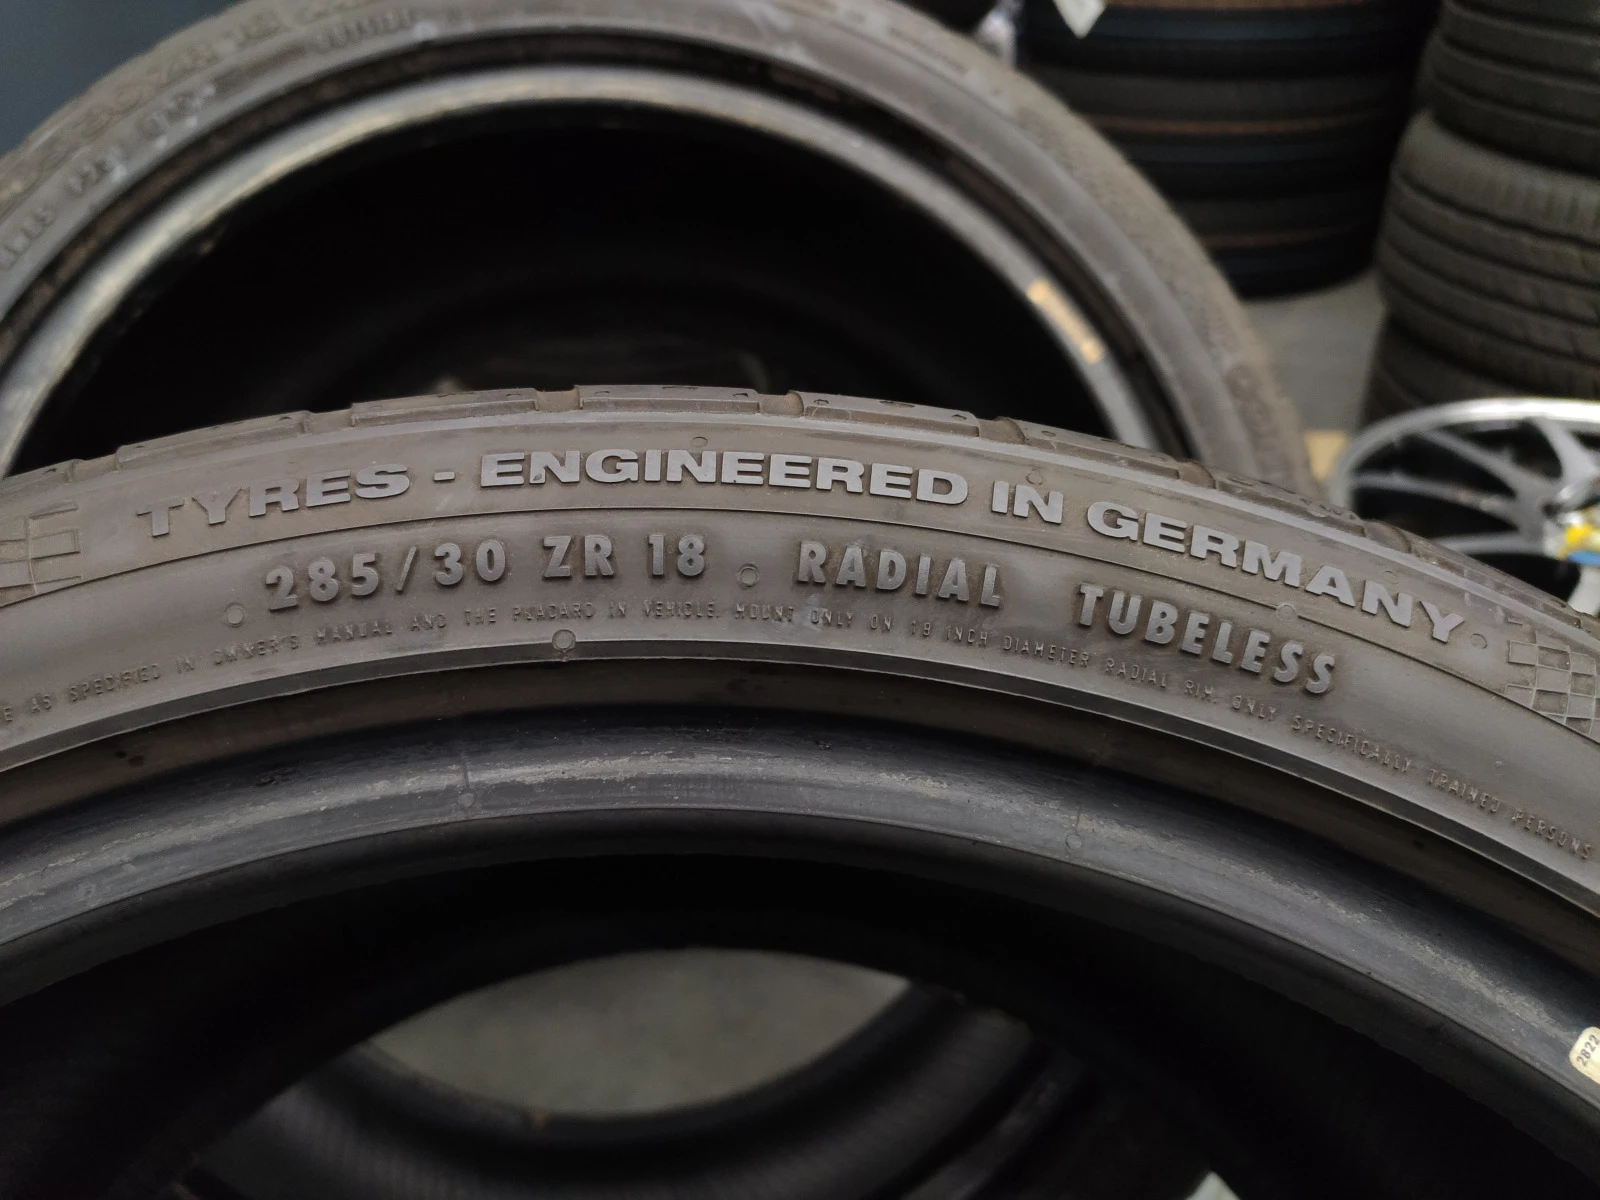 TYRES - ENGINEERED IN GERMANY
285/30 ZR 18 RADIAL TUBELESS
AS SPECIFIED IN OWNER'S MANUAL AND THE PLACARD IN VEHICLE. MOUNT ONLY ON 18 INCH DIAMETER RADIAL RIM. ONLY SPECIFICALLY TRAINED PERSONS
2822